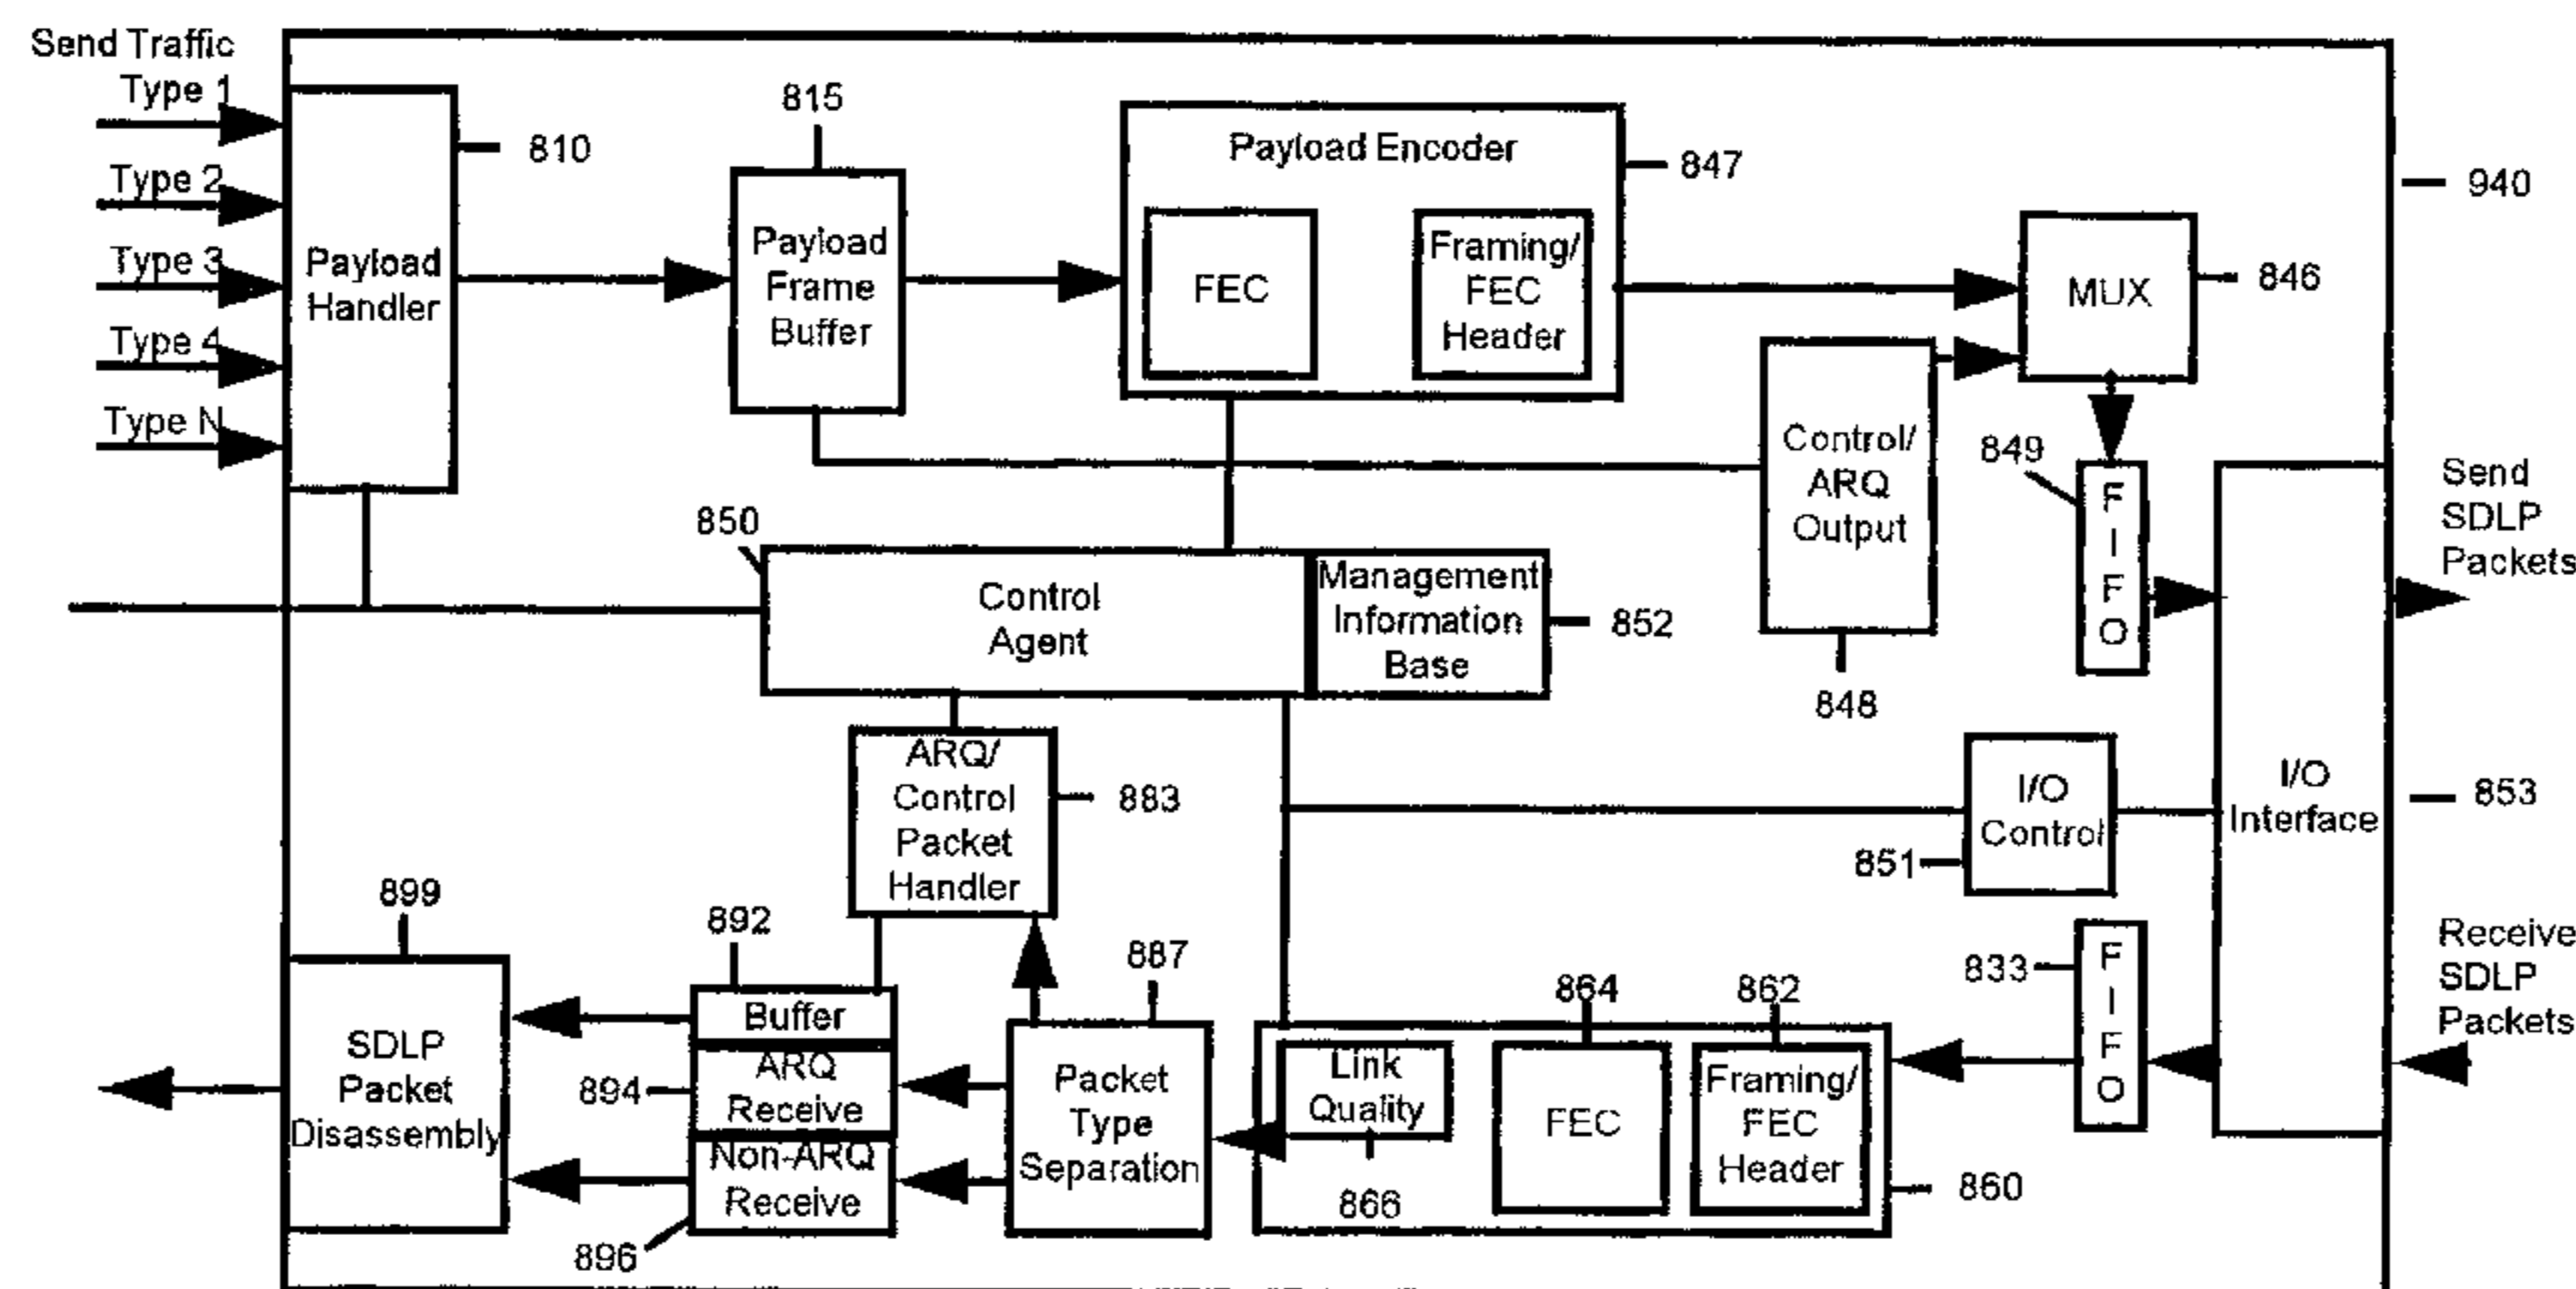 Send Traffic
Type 1
Type 2
Type 3
Type 4
Type N
Payload
Handler
810
815
Payload
Frame
Buffer
Payload Encoder
FEC
Framing/
FEC
Header
847
940
MUX
846
Control/
ARQ
Output
848
849
F
I
F
O
Send
SDLP
Packets
850
Control
Agent
Management
Information
Base
852
ARQ/
Control
Packet
Handler
883
I/O
Control
851
I/O
Interface
853
899
SDLP
Packet
Disassembly
892
Buffer
894
ARQ
Receive
Non-ARQ
Receive
896
887
Packet
Type
Separation
Link
Quality
866
864
FEC
862
Framing/
FEC
Header
860
833
F
I
F
O
Receive
SDLP
Packets